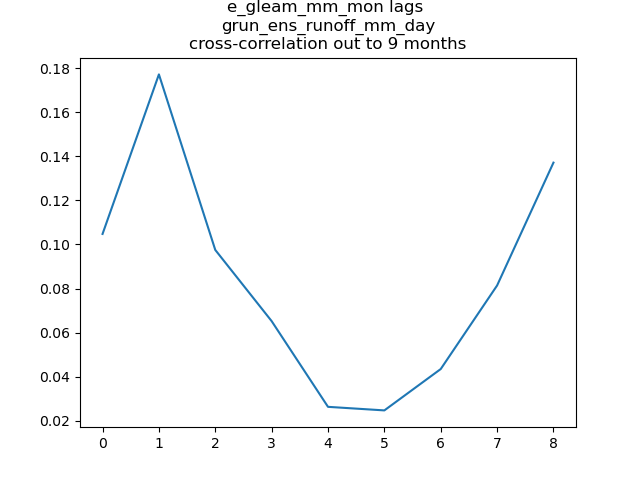 e_gleam_mm_mon lags
grun_ens_runoff_mm_day
cross-correlation out to 9 months
0.18
0.16
0.14
0.12
0.10
0.08
0.06
0.04
0.02
0 1 2 3 4 5 6 7 8